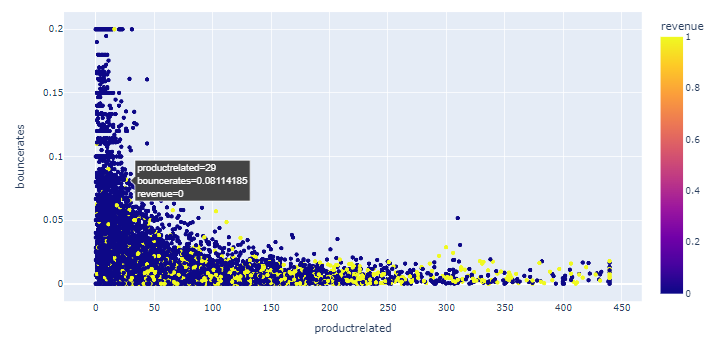 revenue
0.2
0.15
0.1
0.05
0
bouncerates
productrelated=29
bouncerates=0.08114185
revenue=0
1
0.8
0.6
0.4
0.2
0
0 50 100 150 200 250 300 350 400 450
productrelated